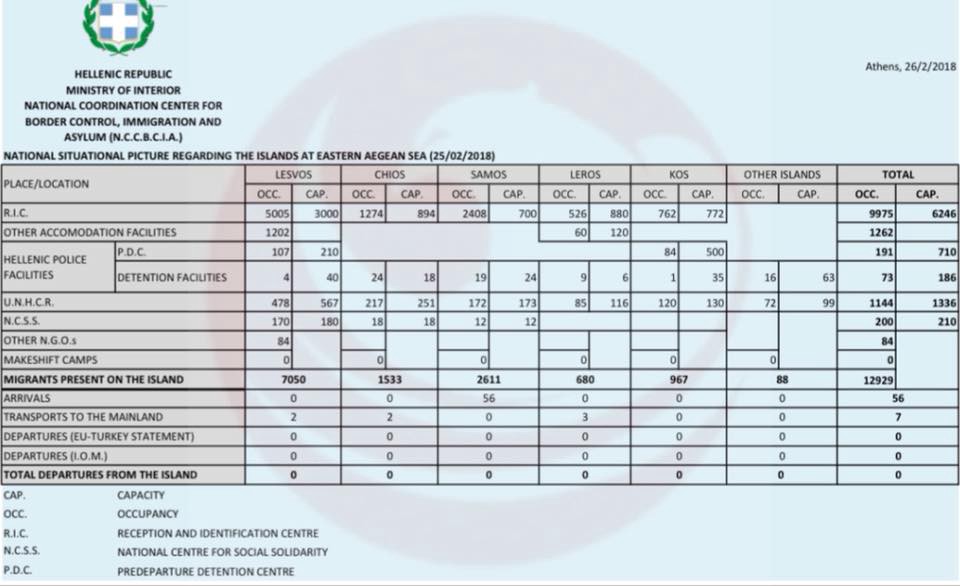 HELLENIC REPUBLIC
MINISTRY OF INTERIOR
NATIONAL COORDINATION CENTER FOR
BORDER CONTROL, IMMIGRATION AND
ASYLUM (N.C.C.B.C.I.A.)
Athens, 26/2/2018
NATIONAL SITUATIONAL PICTURE REGARDING THE ISLANDS AT EASTERN AEGEAN SEA (25/02/2018)
PLACE/LOCATION LESVOS CHIOS SAMOS LEROS KOS OTHER ISLANDS TOTAL
OCC. CAP. OCC. CAP. OCC. CAP. OCC. CAP. OCC. CAP. OCC. CAP. OCC. CAP.
R.I.C. 5005 3000 1274 894 2408 700 526 880 762 772 9975 6246
OTHER ACCOMODATION FACILITIES 1202 60 120 1262
HELLENIC POLICE FACILITIES P.D.C. 107 210 84 500 191 710
DETENTION FACILITIES 4 40 24 18 19 24 9 6 1 35 16 63 73 186
U.N.H.C.R. 478 567 217 251 172 173 85 116 120 130 72 99 1144 1336
N.C.S.S. 170 180 18 18 12 12 200 210
OTHER N.G.O.s 84 84
MAKESHIFT CAMPS 0 0 0 0 0 0 0
MIGRANTS PRESENT ON THE ISLAND 7050 1533 2611 680 967 88 12929
ARRIVALS 0 0 56 0 0 0 56
TRANSPORTS TO THE MAINLAND 2 2 0 3 0 0 7
DEPARTURES (EU-TURKEY STATEMENT) 0 0 0 0 0 0 0
DEPARTURES (I.O.M.) 0 0 0 0 0 0 0
TOTAL DEPARTURES FROM THE ISLAND 0 0 0 0 0 0 0
CAP. CAPACITY
OCC. OCCUPANCY
R.I.C. RECEPTION AND IDENTIFICATION CENTRE
N.C.S.S. NATIONAL CENTRE FOR SOCIAL SOLIDARITY
P.D.C. PREDEPARTURE DETENTION CENTRE